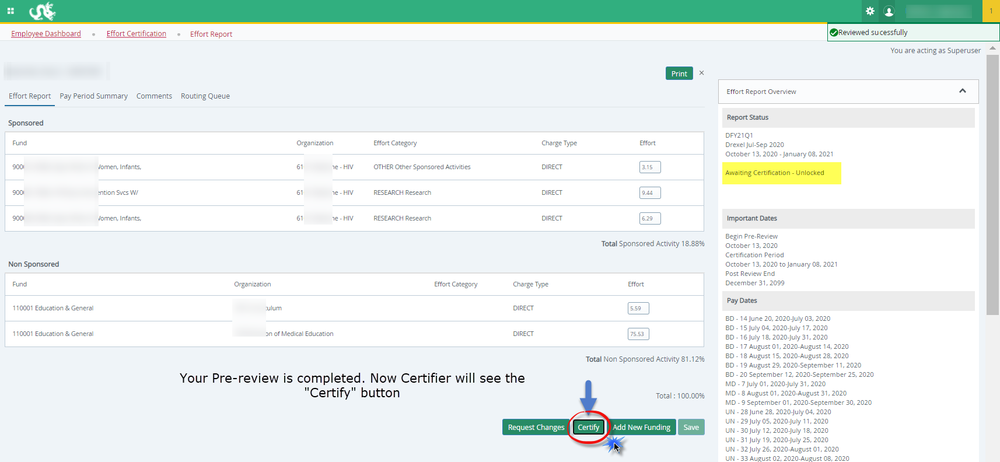 1
Employee Dashboard • Effort Certification • Effort Report
Reviewed sucessfully
You are acting as Superuser
Print ×
Effort Report Pay Period Summary Comments Routing Queue
Sponsored
Fund Organization Effort Category Charge Type Effort
900 Women, Infants, 61 ne - HIV OTHER Other Sponsored Activities DIRECT 3.15
900 ention Svcs W/ 61 ne - HIV RESEARCH Research DIRECT 9.44
900 Women, Infants, 61 ne - HIV RESEARCH Research DIRECT 6.29
Total Sponsored Activity 18.88%
Non Sponsored
Fund Organization Effort Category Charge Type Effort
110001 Education & General culum DIRECT 5.59
110001 Education & General on of Medical Education DIRECT 75.53
Total Non Sponsored Activity 81.12%
Your Pre-review is completed. Now Certifier will see the
"Certify" button
Total : 100.00%
Request Changes Certify Add New Funding Save
Effort Report Overview
Report Status
DFY21Q1
Drexel Jul-Sep 2020
October 13, 2020 - January 08, 2021
Awaiting Certification - Unlocked
Important Dates
Begin Pre-Review
October 13, 2020
Certification Period
October 13, 2020 to January 08, 2021
Post Review End
December 31, 2099
Pay Dates
BD - 14 June 20, 2020-July 03, 2020
BD - 15 July 04, 2020-July 17, 2020
BD - 16 July 18, 2020-July 31, 2020
BD - 17 August 01, 2020-August 14, 2020
BD - 18 August 15, 2020-August 28, 2020
BD - 19 August 29, 2020-September 11, 2020
BD - 20 September 12, 2020-September 25, 2020
MD - 7 July 01, 2020-July 31, 2020
MD - 8 August 01, 2020-August 31, 2020
MD - 9 September 01, 2020-September 30, 2020
UN - 28 June 28, 2020-July 04, 2020
UN - 29 July 05, 2020-July 11, 2020
UN - 30 July 12, 2020-July 18, 2020
UN - 31 July 19, 2020-July 25, 2020
UN - 32 July 26, 2020-August 01, 2020
UN - 33 August 02, 2020-August 08, 2020